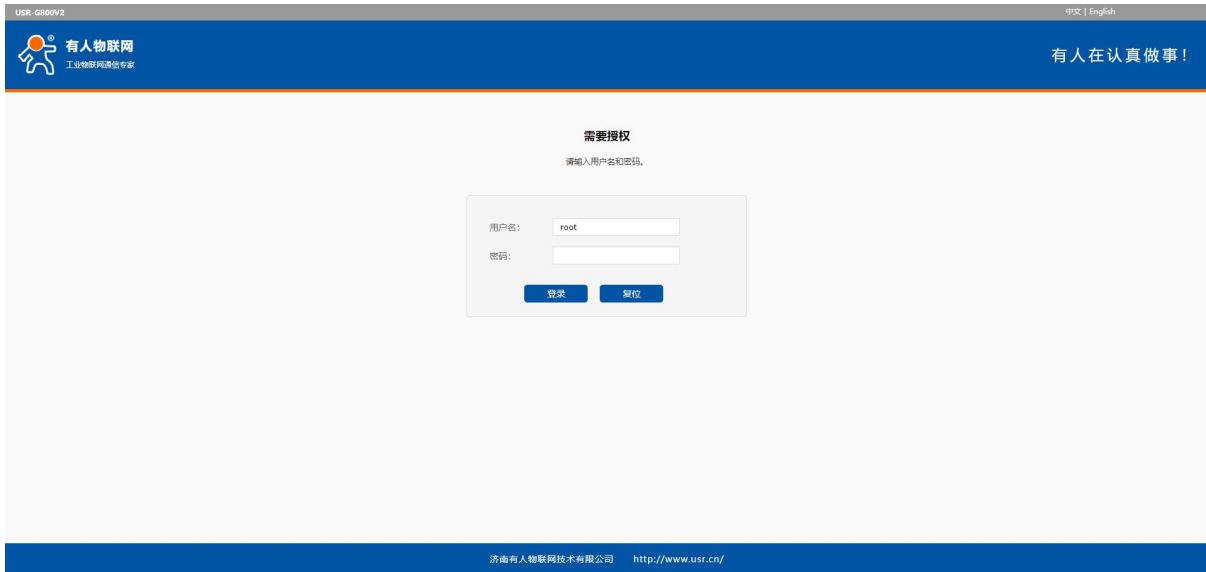 USR-G800V2
中文 | English
有人物联网
®
工业物联网通信专家
有人在认真做事!
需要授权
请输入用户名和密码。
用户名: root
密码:
登录 复位
济南有人物联网技术有限公司 http://www.usr.cn/